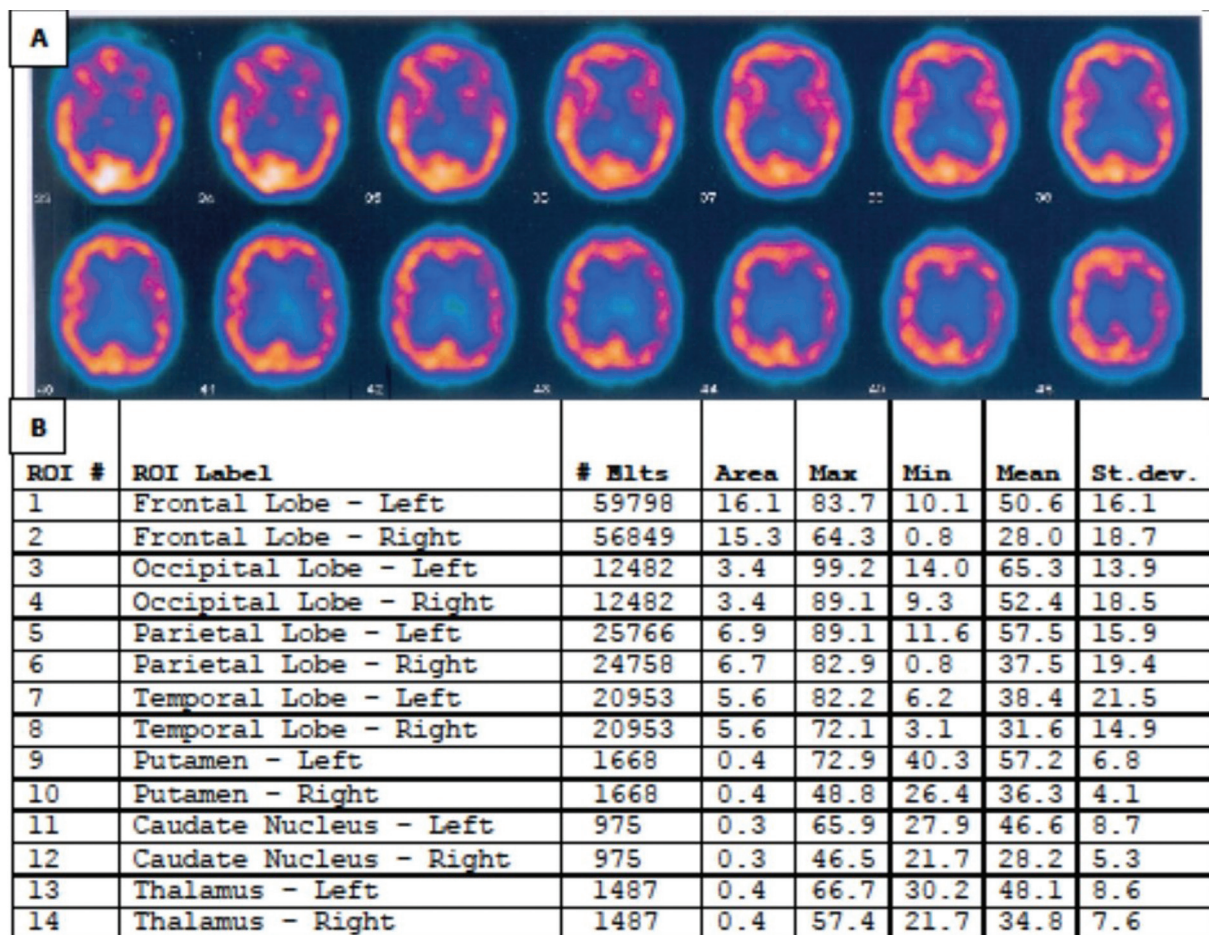 A
40 41 42 43 44
B
ROI # ROI Label # Elts Area Max Min Mean St.dev.
1 Frontal Lobe - Left 59798 16.1 83.7 10.1 50.6 16.1
2 Frontal Lobe - Right 56849 15.3 64.3 0.8 28.0 18.7
3 Occipital Lobe - Left 12482 3.4 99.2 14.0 65.3 13.9
4 Occipital Lobe - Right 12482 3.4 89.1 9.3 52.4 18.5
5 Parietal Lobe - Left 25766 6.9 89.1 11.6 57.5 15.9
6 Parietal Lobe - Right 24758 6.7 82.9 0.8 37.5 19.4
7 Temporal Lobe - Left 20953 5.6 82.2 6.2 38.4 21.5
8 Temporal Lobe - Right 20953 5.6 72.1 3.1 31.6 14.9
9 Putamen - Left 1668 0.4 72.9 40.3 57.2 6.8
10 Putamen - Right 1668 0.4 48.8 26.4 36.3 4.1
11 Caudate Nucleus - Left 975 0.3 65.9 27.9 46.6 8.7
12 Caudate Nucleus - Right 975 0.3 46.5 21.7 28.2 5.3
13 Thalamus - Left 1487 0.4 66.7 30.2 48.1 8.6
14 Thalamus - Right 1487 0.4 57.4 21.7 34.8 7.6